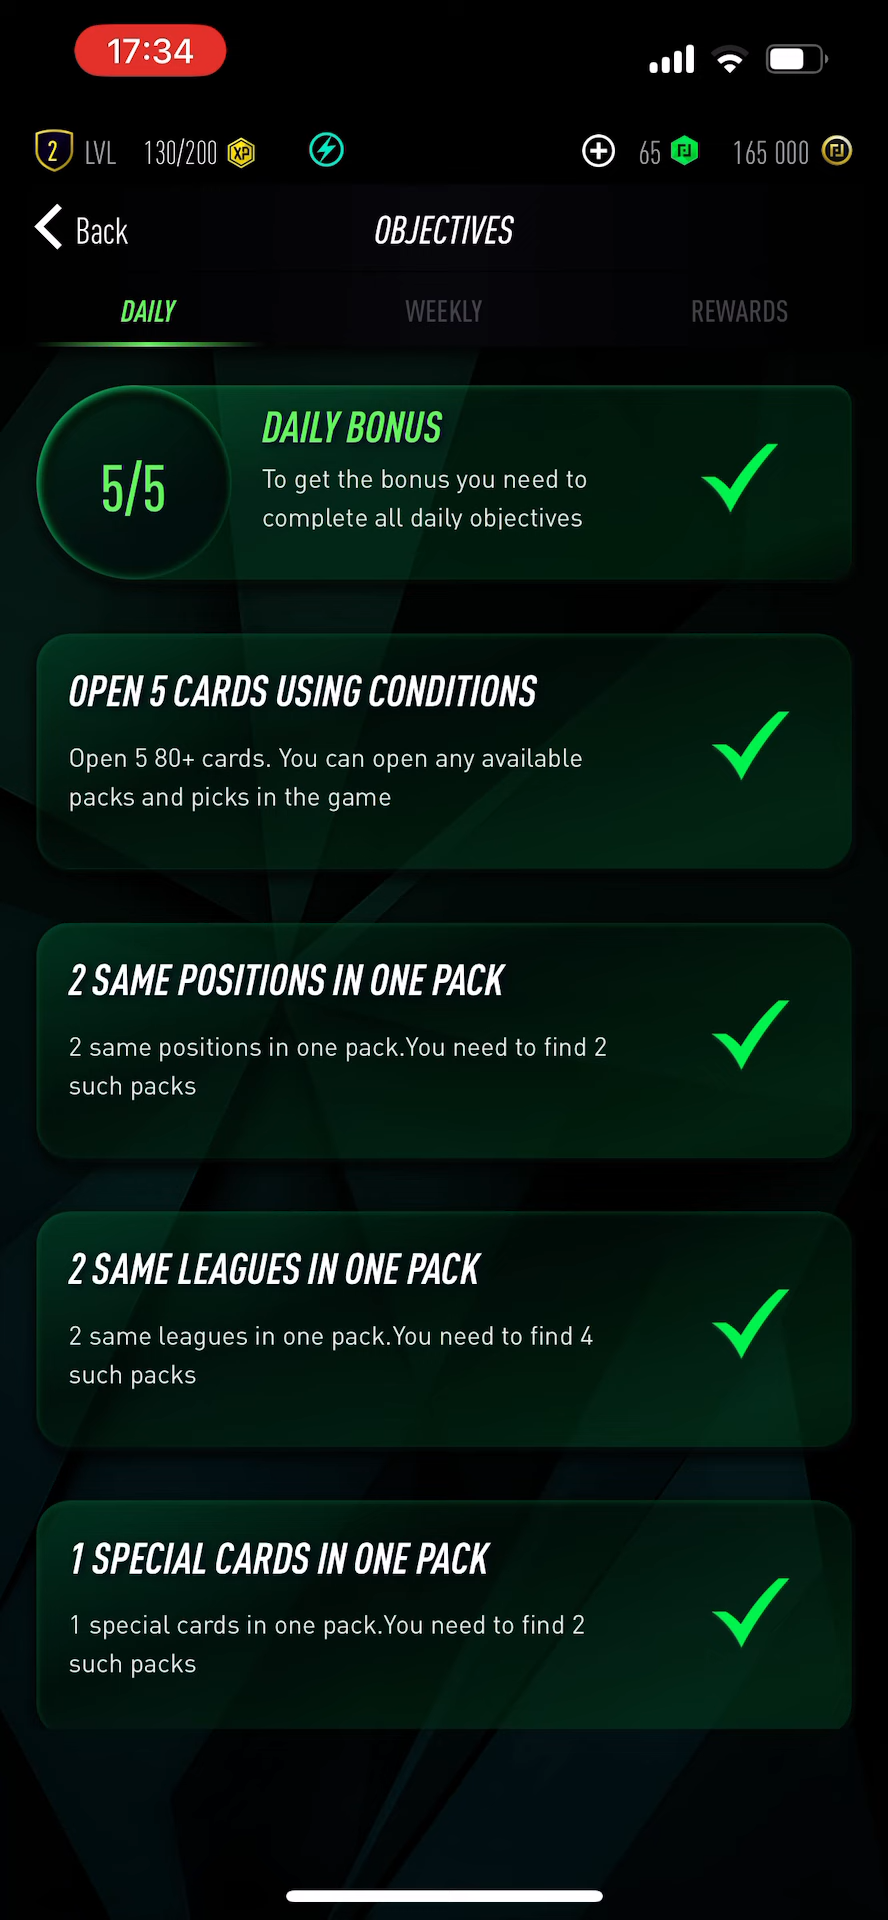 17:34
2 LVL 130/200 XP 65 165 000
Back OBJECTIVES
DAILY WEEKLY REWARDS
5/5
DAILY BONUS
To get the bonus you need to
complete all daily objectives
OPEN 5 CARDS USING CONDITIONS
Open 5 80+ cards. You can open any available
packs and picks in the game
2 SAME POSITIONS IN ONE PACK
2 same positions in one pack.You need to find 2
such packs
2 SAME LEAGUES IN ONE PACK
2 same leagues in one pack.You need to find 4
such packs
1 SPECIAL CARDS IN ONE PACK
1 special cards in one pack.You need to find 2
such packs